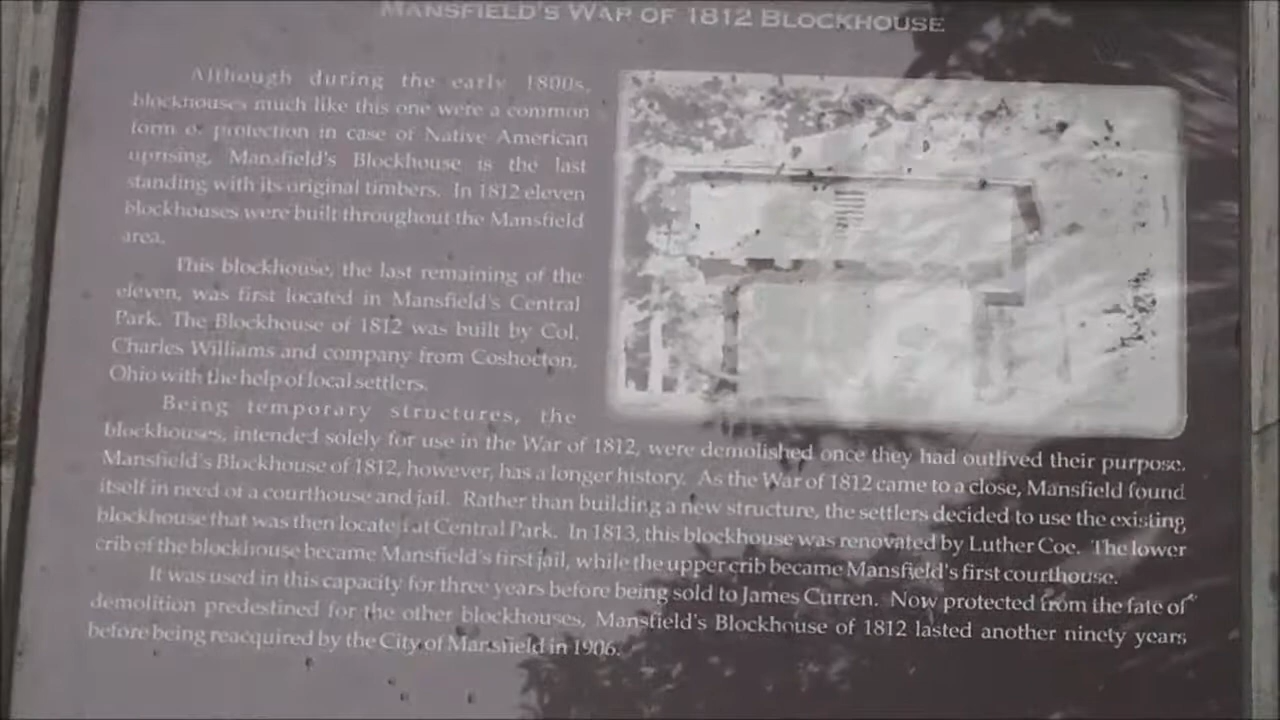 MANSFIELD'S WAR OF 1812 BLOCKHOUSE
Although during the early 1800s,
blockhouses much like this one were a common
form of protection in case of Native American
uprising, Mansfield's Blockhouse is the last
standing with its original timbers. In 1812 eleven
blockhouses were built throughout the Mansfield
area.
This blockhouse, the last remaining of the
eleven, was first located in Mansfield's Central
Park. The Blockhouse of 1812 was built by Col.
Charles Williams and company from Coshocton,
Ohio with the help of local settlers.
Being temporary structures, the
blockhouses, intended solely for use in the War of 1812, were demolished once they had outlived their purpose.
Mansfield's Blockhouse of 1812, however, has a longer history. As the War of 1812 came to a close, Mansfield found
itself in need of a courthouse and jail. Rather than building a new structure, the settlers decided to use the existing
blockhouse that was then located at Central Park. In 1813, this blockhouse was renovated by Luther Coe. The lower
crib of the blockhouse became Mansfield's first jail, while the upper crib became Mansfield's first courthouse.
It was used in this capacity for three years before being sold to James Curren. Now protected from the fate of
demolition predestined for the other blockhouses, Mansfield's Blockhouse of 1812 lasted another ninety years
before being reacquired by the City of Mansfield in 1906.